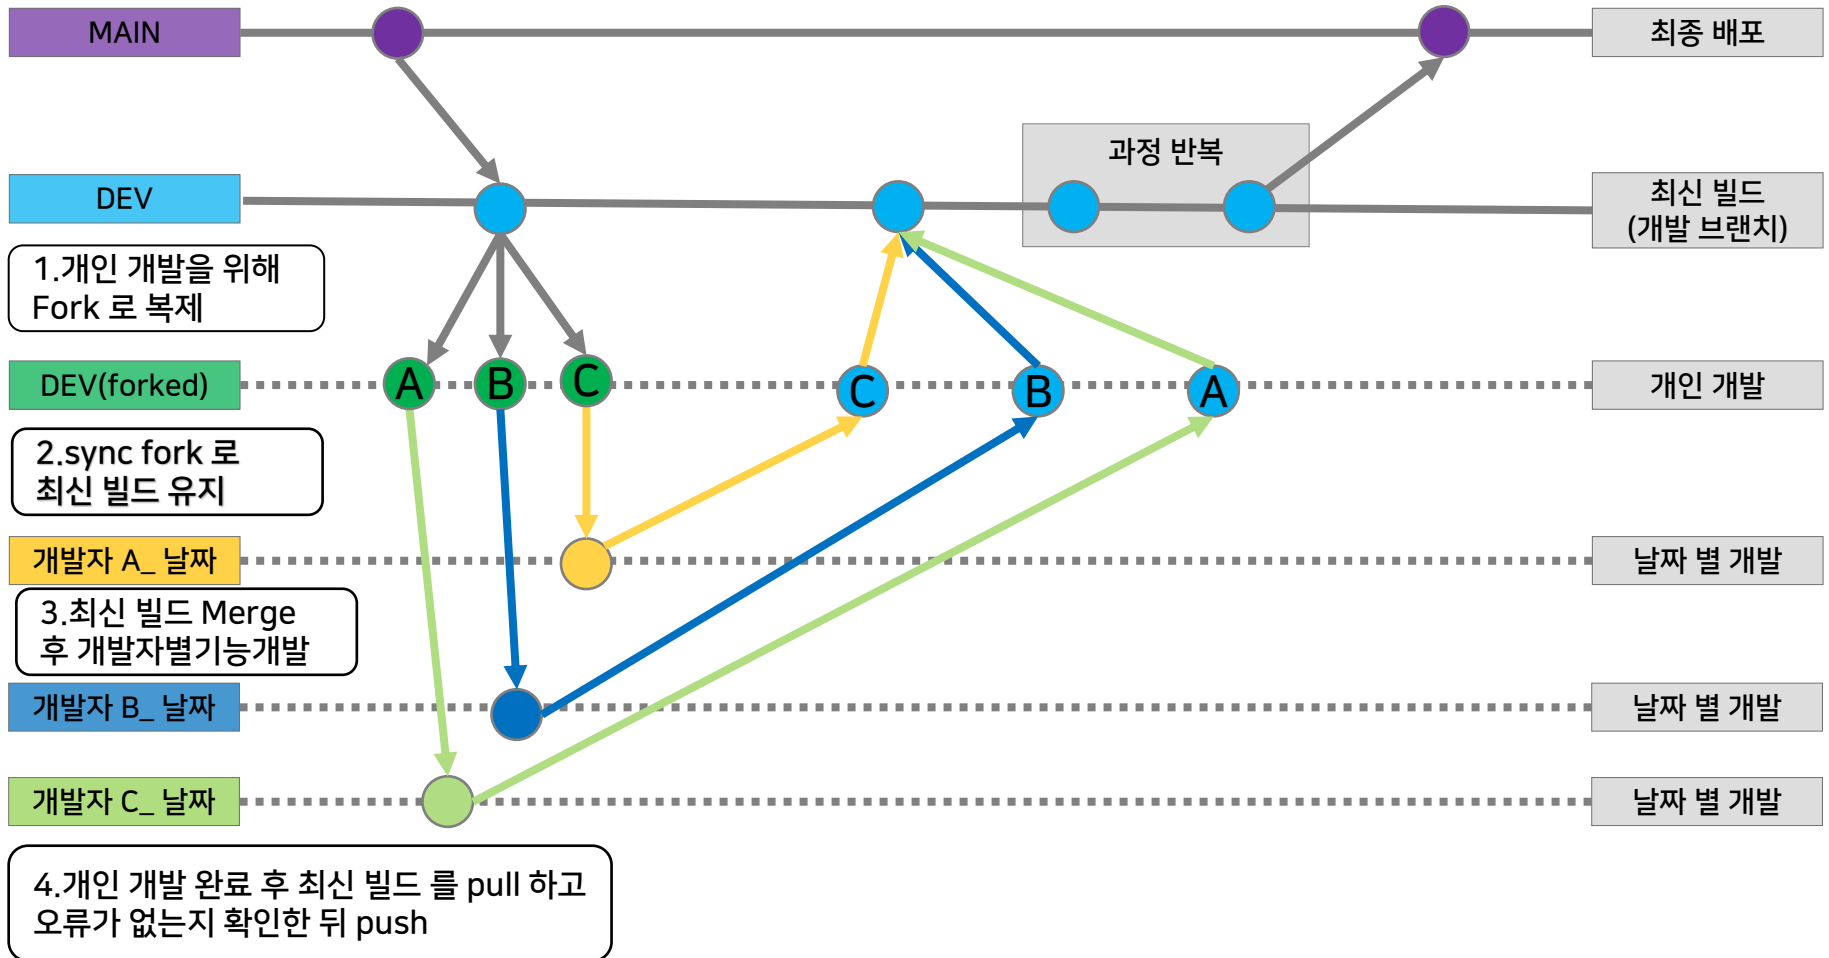 MAIN
최종 배포
과정 반복
DEV
최신 빌드
(개발 브랜치)
1.개인 개발을 위해
Fork 로 복제
DEV(forked)
A
B
C
C
B
A
개인 개발
2.sync fork 로
최신 빌드 유지
개발자 A_ 날짜
날짜 별 개발
3.최신 빌드 Merge
후 개발자별기능개발
개발자 B_ 날짜
날짜 별 개발
개발자 C_ 날짜
날짜 별 개발
4.개인 개발 완료 후 최신 빌드 를 pull 하고
오류가 없는지 확인한 뒤 push